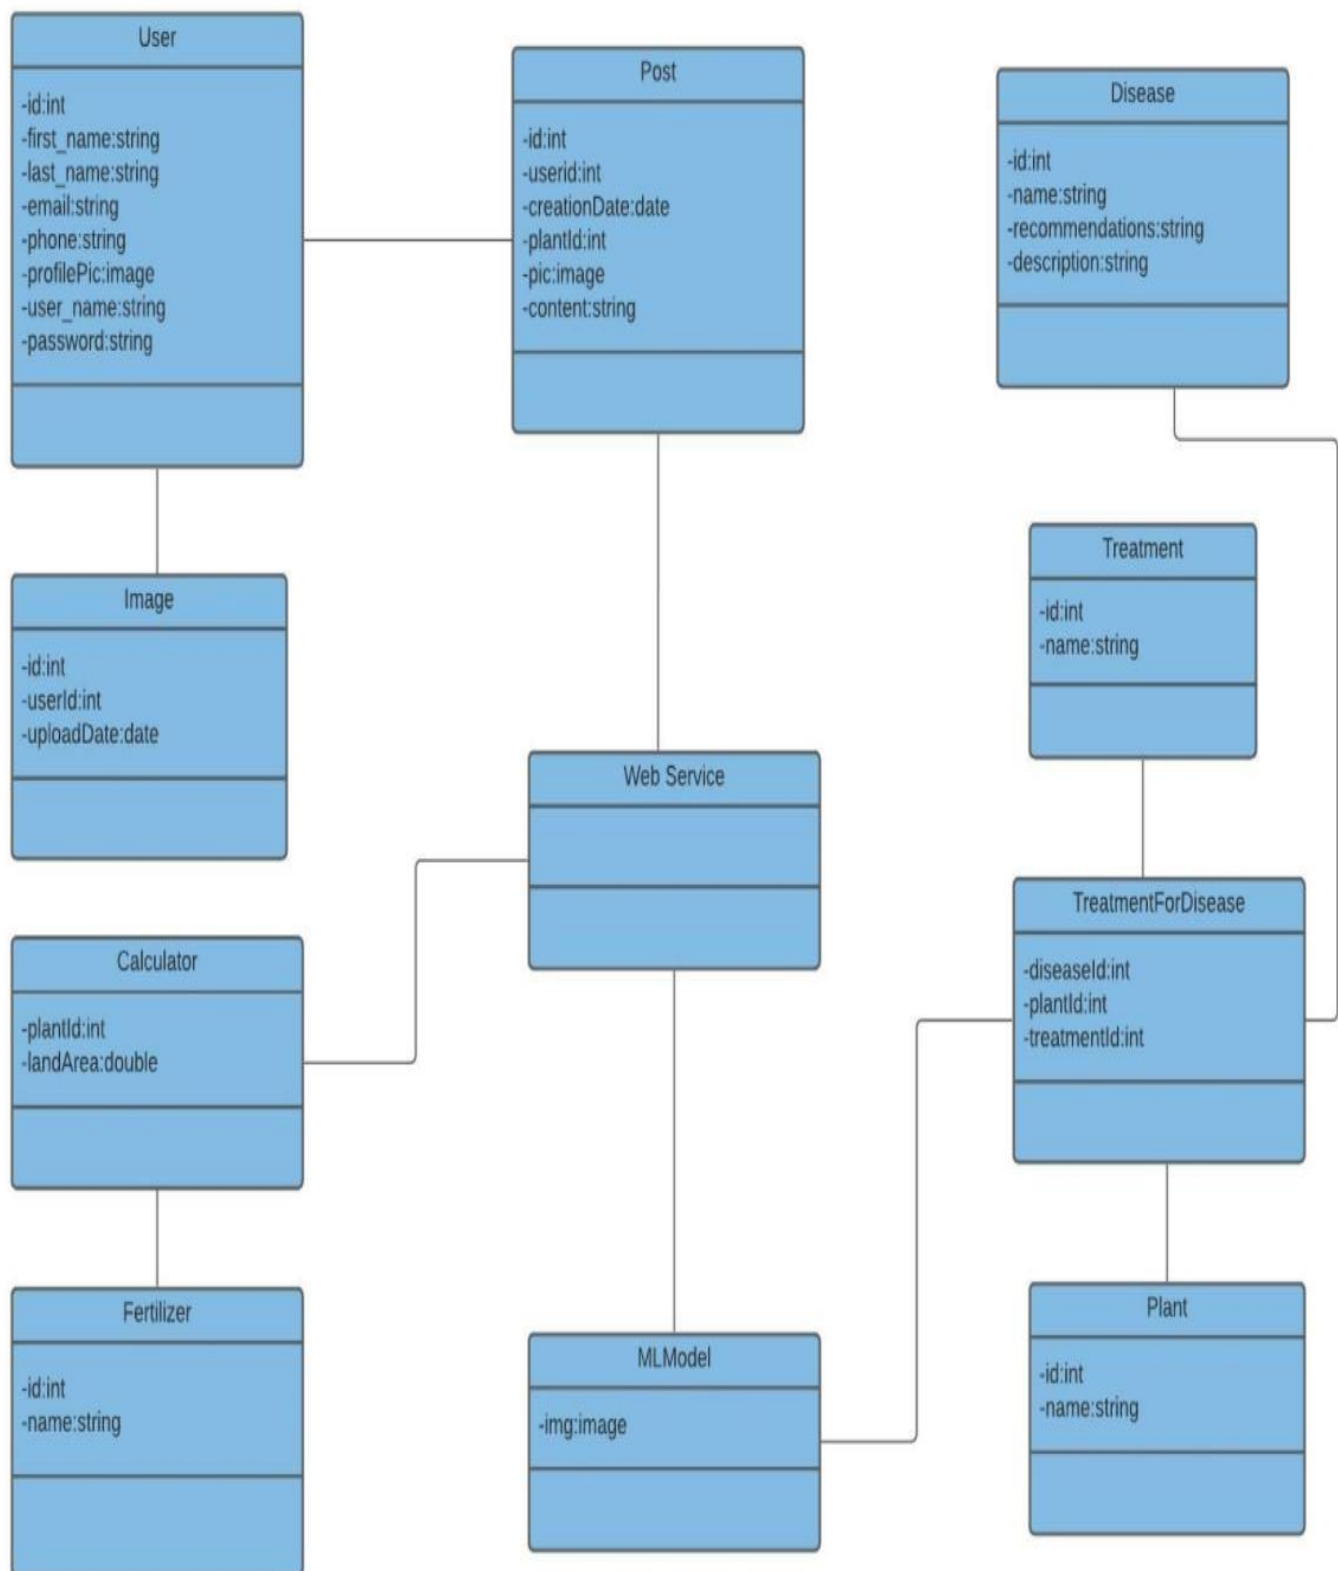 User
-id:int
-first_name:string
-last_name:string
-email:string
-phone:string
-profilePic:image
-user_name:string
-password:string
Post
-id:int
-userid:int
-creationDate:date
-plantId:int
-pic:image
-content:string
Disease
-id:int
-name:string
-recommendations:string
-description:string
Image
-id:int
-userId:int
-uploadDate:date
Treatment
-id:int
-name:string
Web Service
Calculator
-plantId:int
-landArea:double
TreatmentForDisease
-diseaseId:int
-plantId:int
-treatmentId:int
Fertilizer
-id:int
-name:string
MLModel
-img:image
Plant
-id:int
-name:string